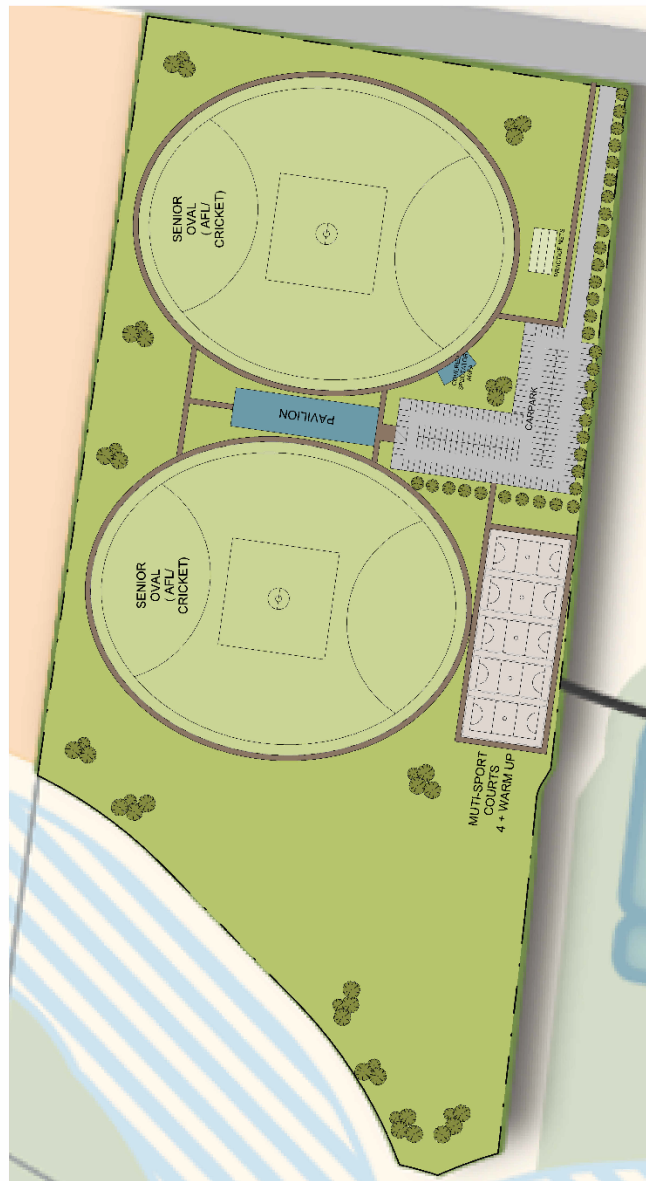 SENIOR
OVAL
( AFL/
CRICKET)
PAVILION
CARPARK
SENIOR
OVAL
( AFL/
CRICKET)
MUTI-SPORT
COURTS
4 + WARM UP